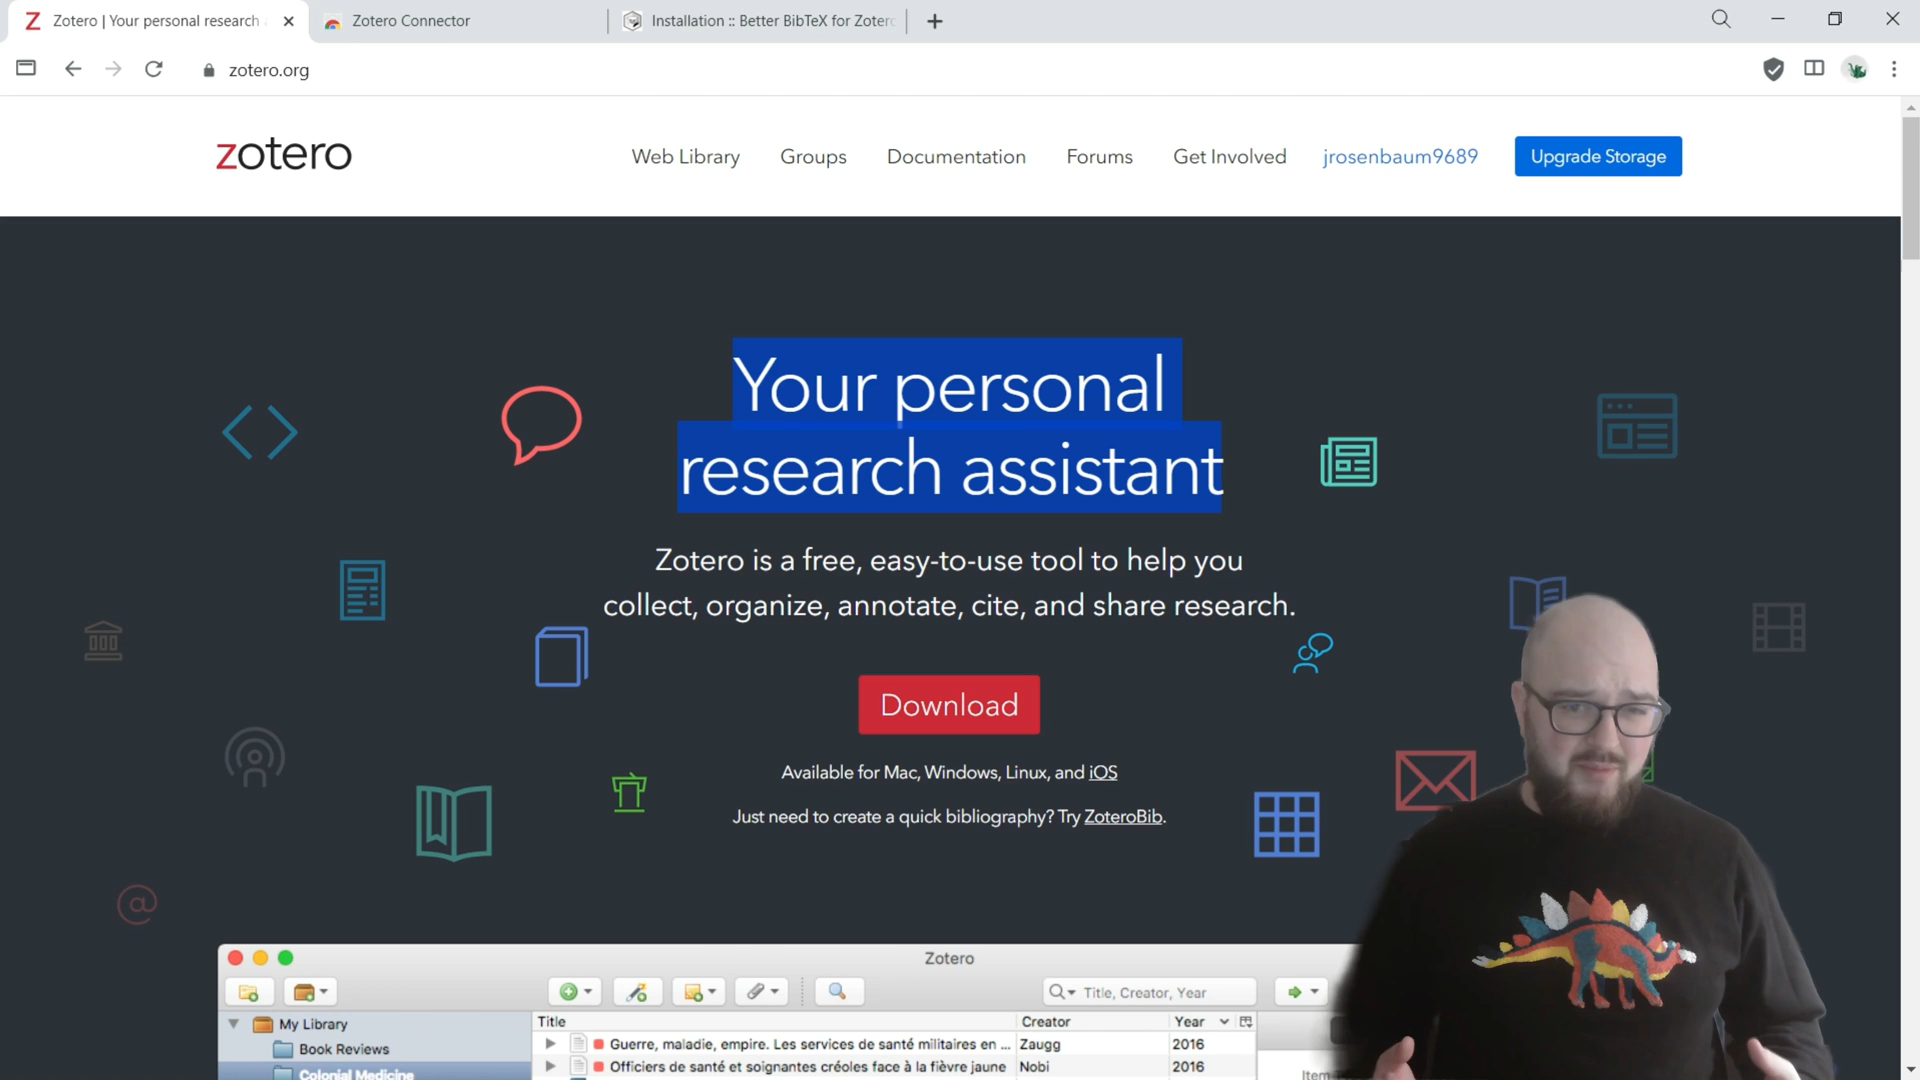 Zotero | Your personal research
Zotero Connector
Installation :: Better BibTeX for Zotero
zotero.org
zotero
Web Library
Groups
Documentation
Forums
Get Involved
jrosenbaum9689
Upgrade Storage
Your personal
research assistant
Zotero is a free, easy-to-use tool to help you
collect, organize, annotate, cite, and share research.
Download
Available for Mac, Windows, Linux, and iOS
Just need to create a quick bibliography? Try ZoteroBib.
Zotero
Title, Creator, Year
My Library
Book Reviews
Colonial Medicine
Title
Creator
Year
Guerre, maladie, empire. Les services de santé militaires en ...
Zaugg
2016
Officiers de santé et soignantes créoles face à la fièvre jaune
Nobi
2016